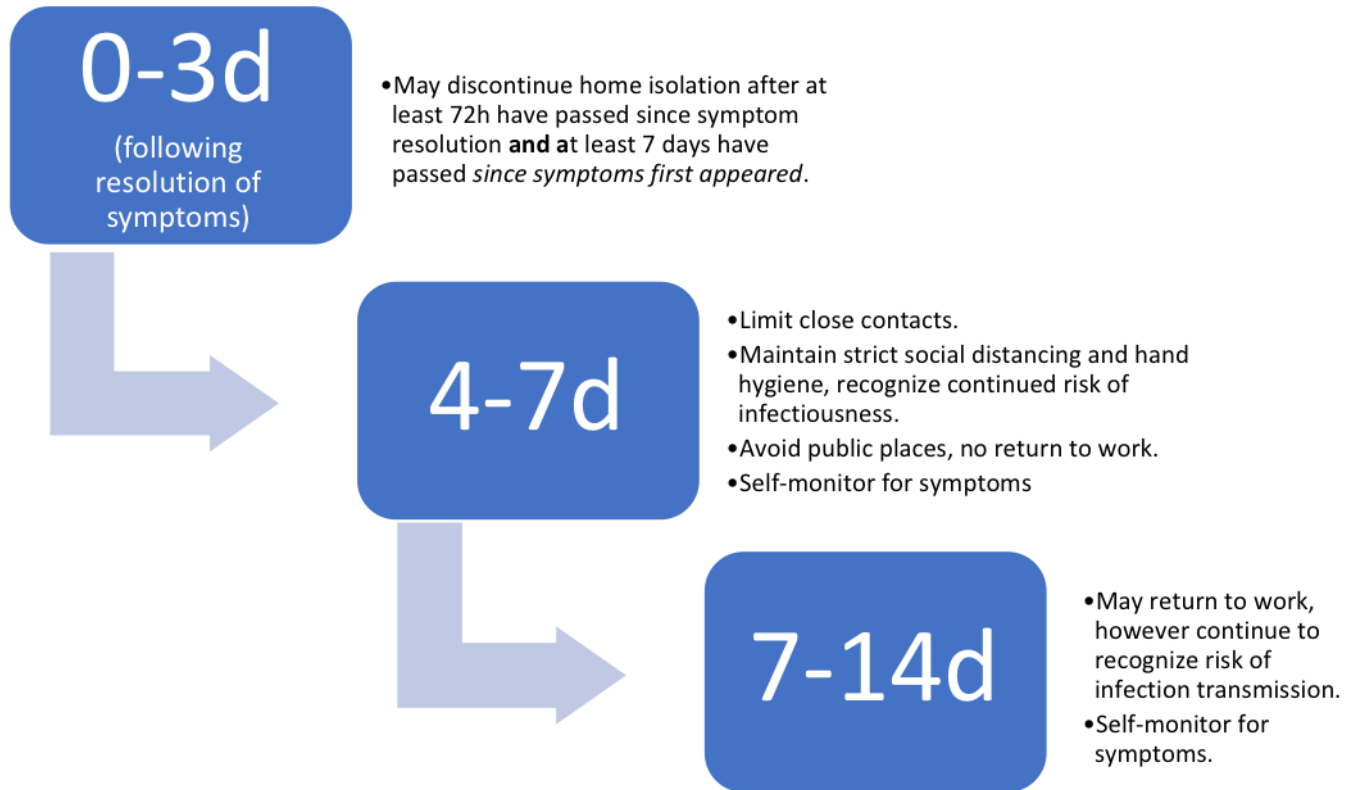 0-3d
(following
resolution of
symptoms)
•May discontinue home isolation after at
least 72h have passed since symptom
resolution and at least 7 days have
passed since symptoms first appeared.
4-7d
•Limit close contacts.
•Maintain strict social distancing and hand
hygiene, recognize continued risk of
infectiousness.
•Avoid public places, no return to work.
•Self-monitor for symptoms
7-14d
•May return to work,
however continue to
recognize risk of
infection transmission.
•Self-monitor for
symptoms.